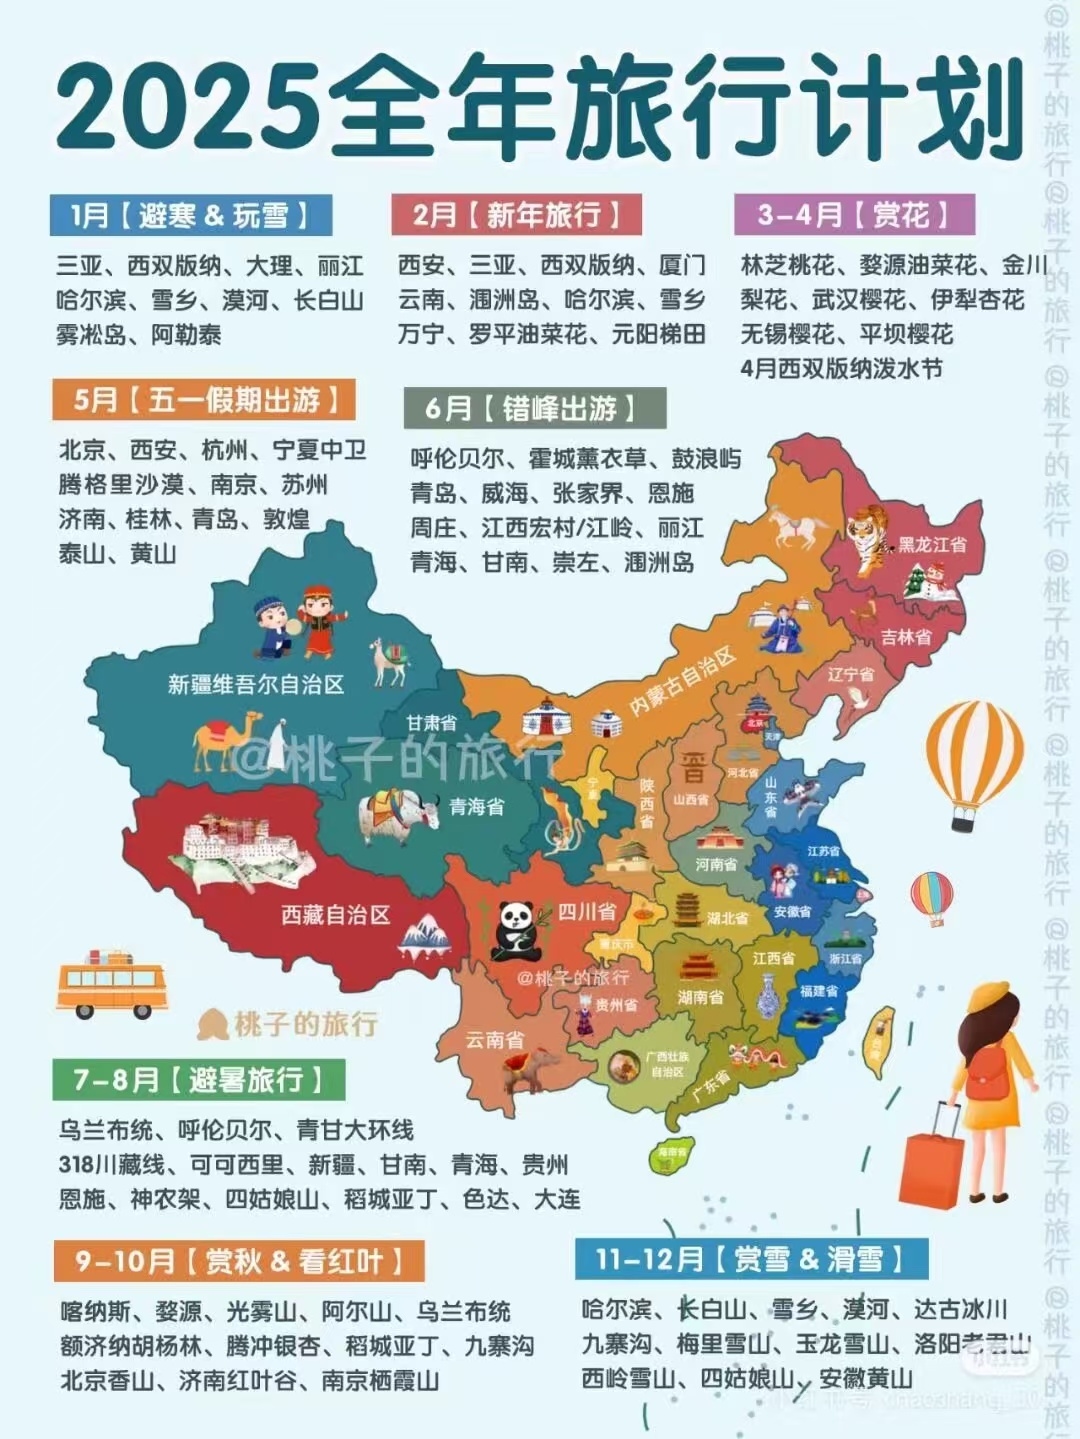 2025全年旅行计划
1月【避寒 & 玩雪】
三亚、西双版纳、大理、丽江
哈尔滨、雪乡、漠河、长白山
雾凇岛、阿勒泰
2月【新年旅行】
西安、三亚、西双版纳、厦门
云南、涠洲岛、哈尔滨、雪乡
万宁、罗平油菜花、元阳梯田
3-4月【赏花】
林芝桃花、婺源油菜花、金川
梨花、武汉樱花、伊犁杏花
无锡樱花、平坝樱花
4月西双版纳泼水节
5月【五一假期出游】
北京、西安、杭州、宁夏中卫
腾格里沙漠、南京、苏州
济南、桂林、青岛、敦煌
泰山、黄山
6月【错峰出游】
呼伦贝尔、霍城薰衣草、鼓浪屿
青岛、威海、张家界、恩施
周庄、江西宏村/江岭、丽江
青海、甘南、崇左、涠洲岛
黑龙江省
吉林省
辽宁省
内蒙古自治区
新疆维吾尔自治区
甘肃省
北京
天津
河北省
@桃子的旅行
宁夏
陕西省
晋
山西省
山东省
青海省
河南省
江苏省
西藏自治区
四川省
重庆市
湖北省
安徽省
上海
浙江省
江西省
@桃子的旅行
贵州省
湖南省
福建省
桃子的旅行
云南省
广西壮族
自治区
广东省
台湾
海南省
7-8月【避暑旅行】
乌兰布统、呼伦贝尔、青甘大环线
318川藏线、可可西里、新疆、甘南、青海、贵州
恩施、神农架、四姑娘山、稻城亚丁、色达、大连
9-10月【赏秋 & 看红叶】
喀纳斯、婺源、光雾山、阿尔山、乌兰布统
额济纳胡杨林、腾冲银杏、稻城亚丁、九寨沟
北京香山、济南红叶谷、南京栖霞山
11-12月【赏雪 & 滑雪】
哈尔滨、长白山、雪乡、漠河、达古冰川
九寨沟、梅里雪山、玉龙雪山、洛阳老君山
西岭雪山、四姑娘山、安徽黄山
小红书
@桃子的旅行@桃子的旅行@桃子的旅行@桃子的旅行@桃子的旅行@桃子的旅行@桃子的旅行@桃子的旅行